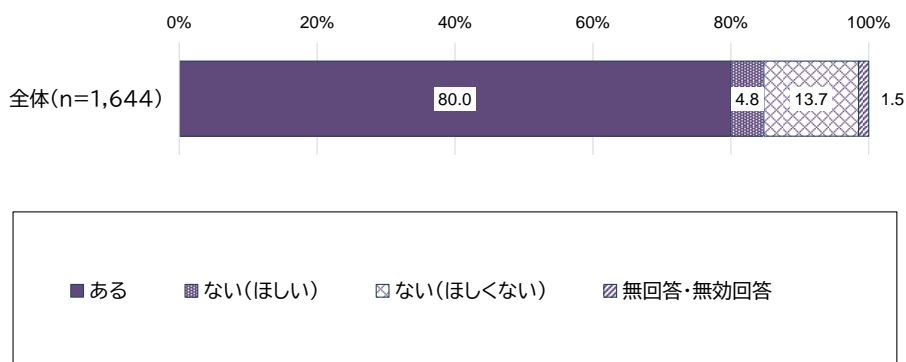 0% 20% 40% 60% 80% 100%
全体(n=1,644) 80.0 4.8 13.7 1.5
ある ない(ほしい) ない(ほしくない) 無回答・無効回答